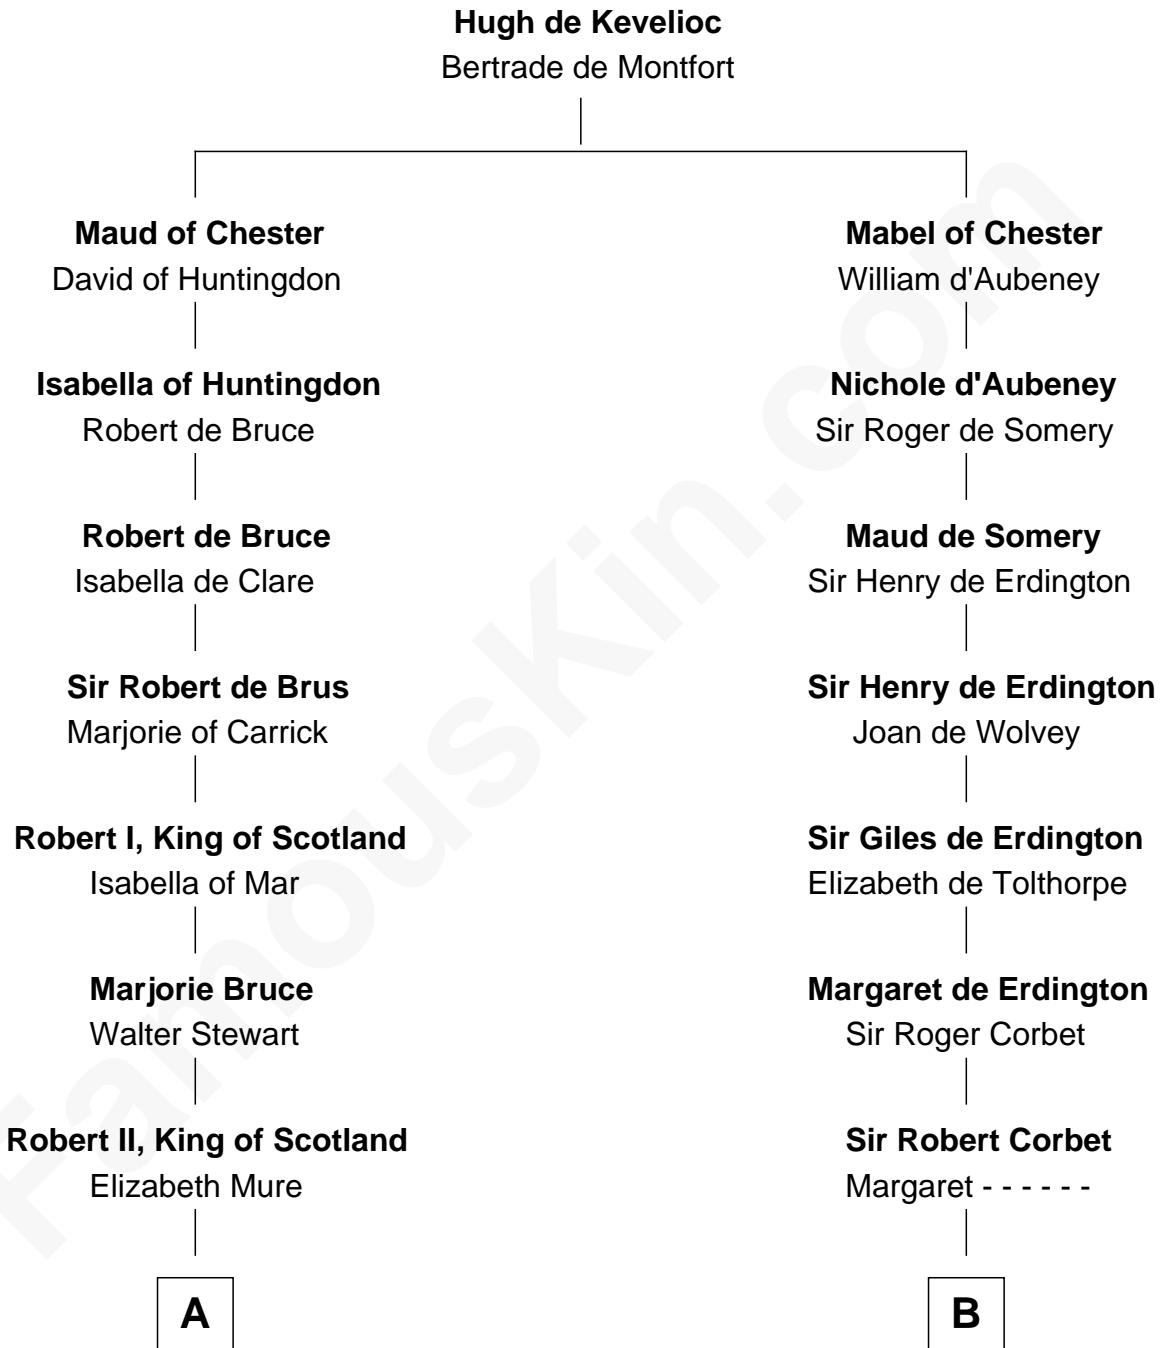 Hugh de Kevelioc
Bertrade de Montfort
Maud of Chester
David of Huntingdon
Mabel of Chester
William d'Aubeney
Isabella of Huntingdon
Robert de Bruce
Nichole d'Aubeney
Sir Roger de Somery
Robert de Bruce
Isabella de Clare
Maud de Somery
Sir Henry de Erdington
Sir Robert de Brus
Marjorie of Carrick
Sir Henry de Erdington
Joan de Wolvey
Robert I, King of Scotland
Isabella of Mar
Sir Giles de Erdington
Elizabeth de Tolthorpe
Marjorie Bruce
Walter Stewart
Margaret de Erdington
Sir Roger Corbet
Robert II, King of Scotland
Elizabeth Mure
Sir Robert Corbet
Margaret - - - - - -
A
B
FamousKin.com